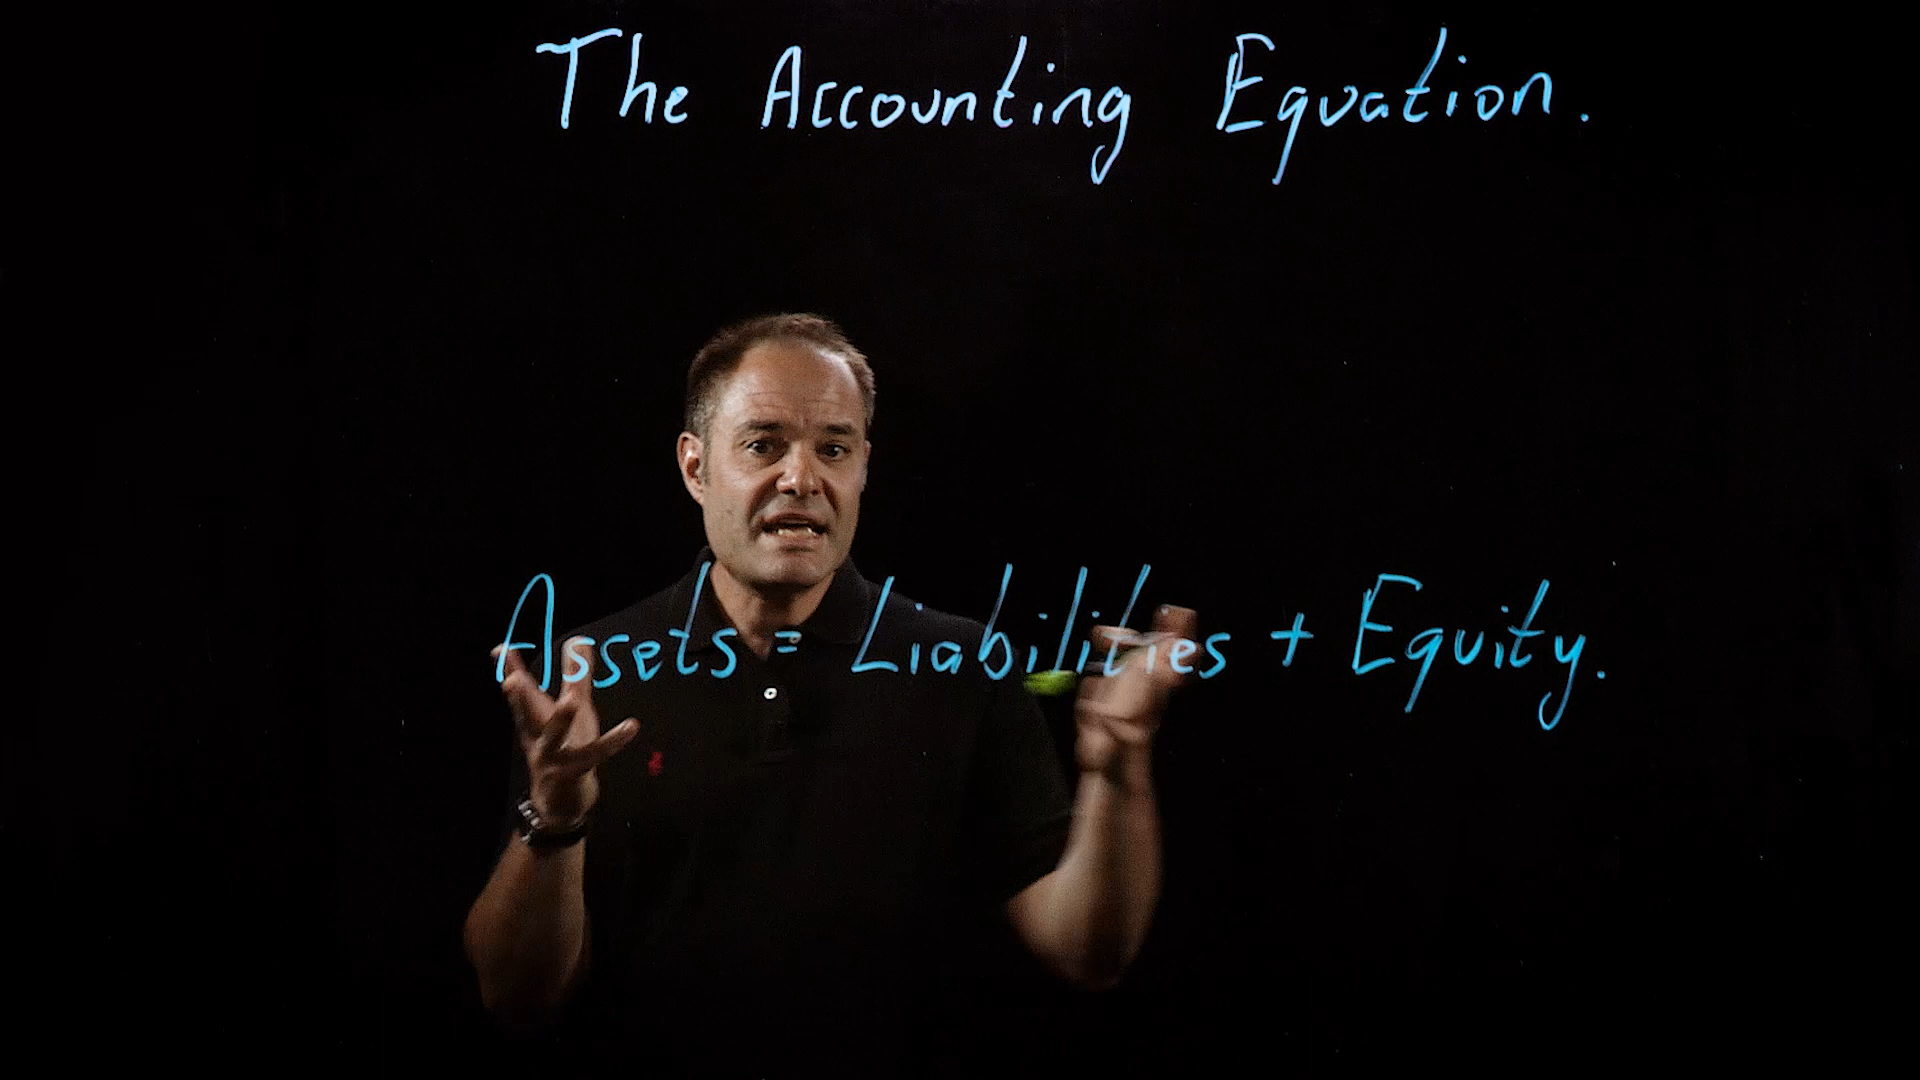 The Accounting Equation.
Assets = Liabilities + Equity.